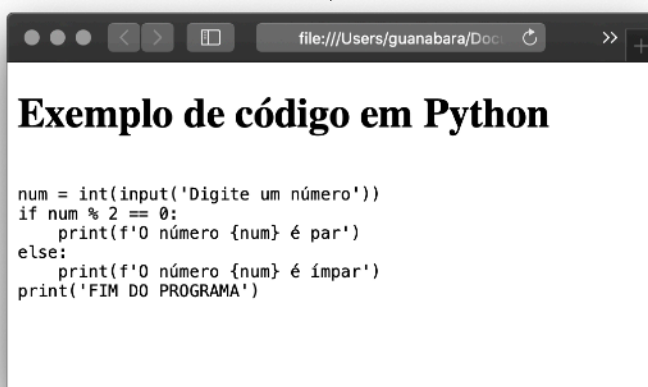 file:///Users/guanabara/Doc
Exemplo de código em Python
num = int(input('Digite um número'))
if num % 2 == 0:
    print(f'O número {num} é par')
else:
    print(f'O número {num} é ímpar')
print('FIM DO PROGRAMA')